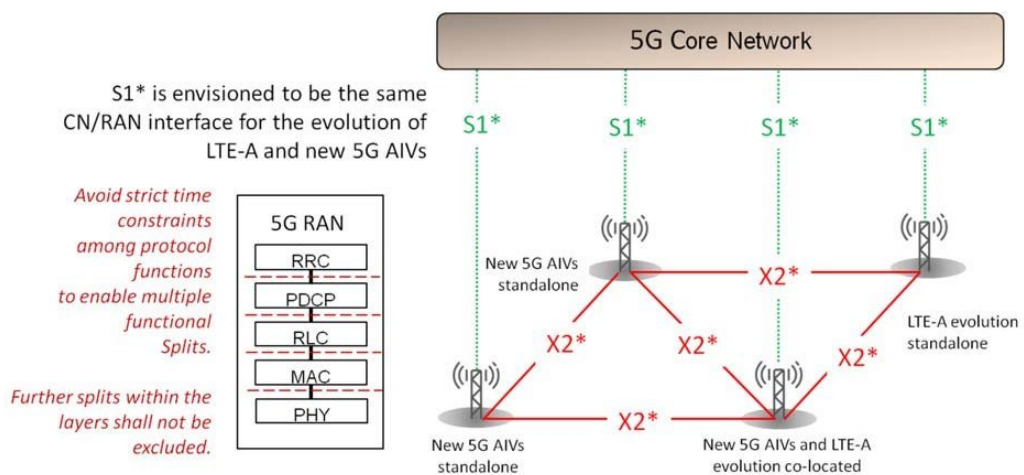 5G Core Network
S1* is envisioned to be the same
CN/RAN interface for the evolution of
LTE-A and new 5G AIVs
S1*
S1*
S1*
S1*
Avoid strict time
constraints
among protocol
functions
to enable multiple
functional
Splits.
Further splits within the
layers shall not be
excluded.
5G RAN
RRC
PDCP
RLC
MAC
PHY
New 5G AIVs
standalone
X2*
LTE-A evolution
standalone
X2*
X2*
X2*
X2*
New 5G AIVs
standalone
New 5G AIVs and LTE-A
evolution co-located